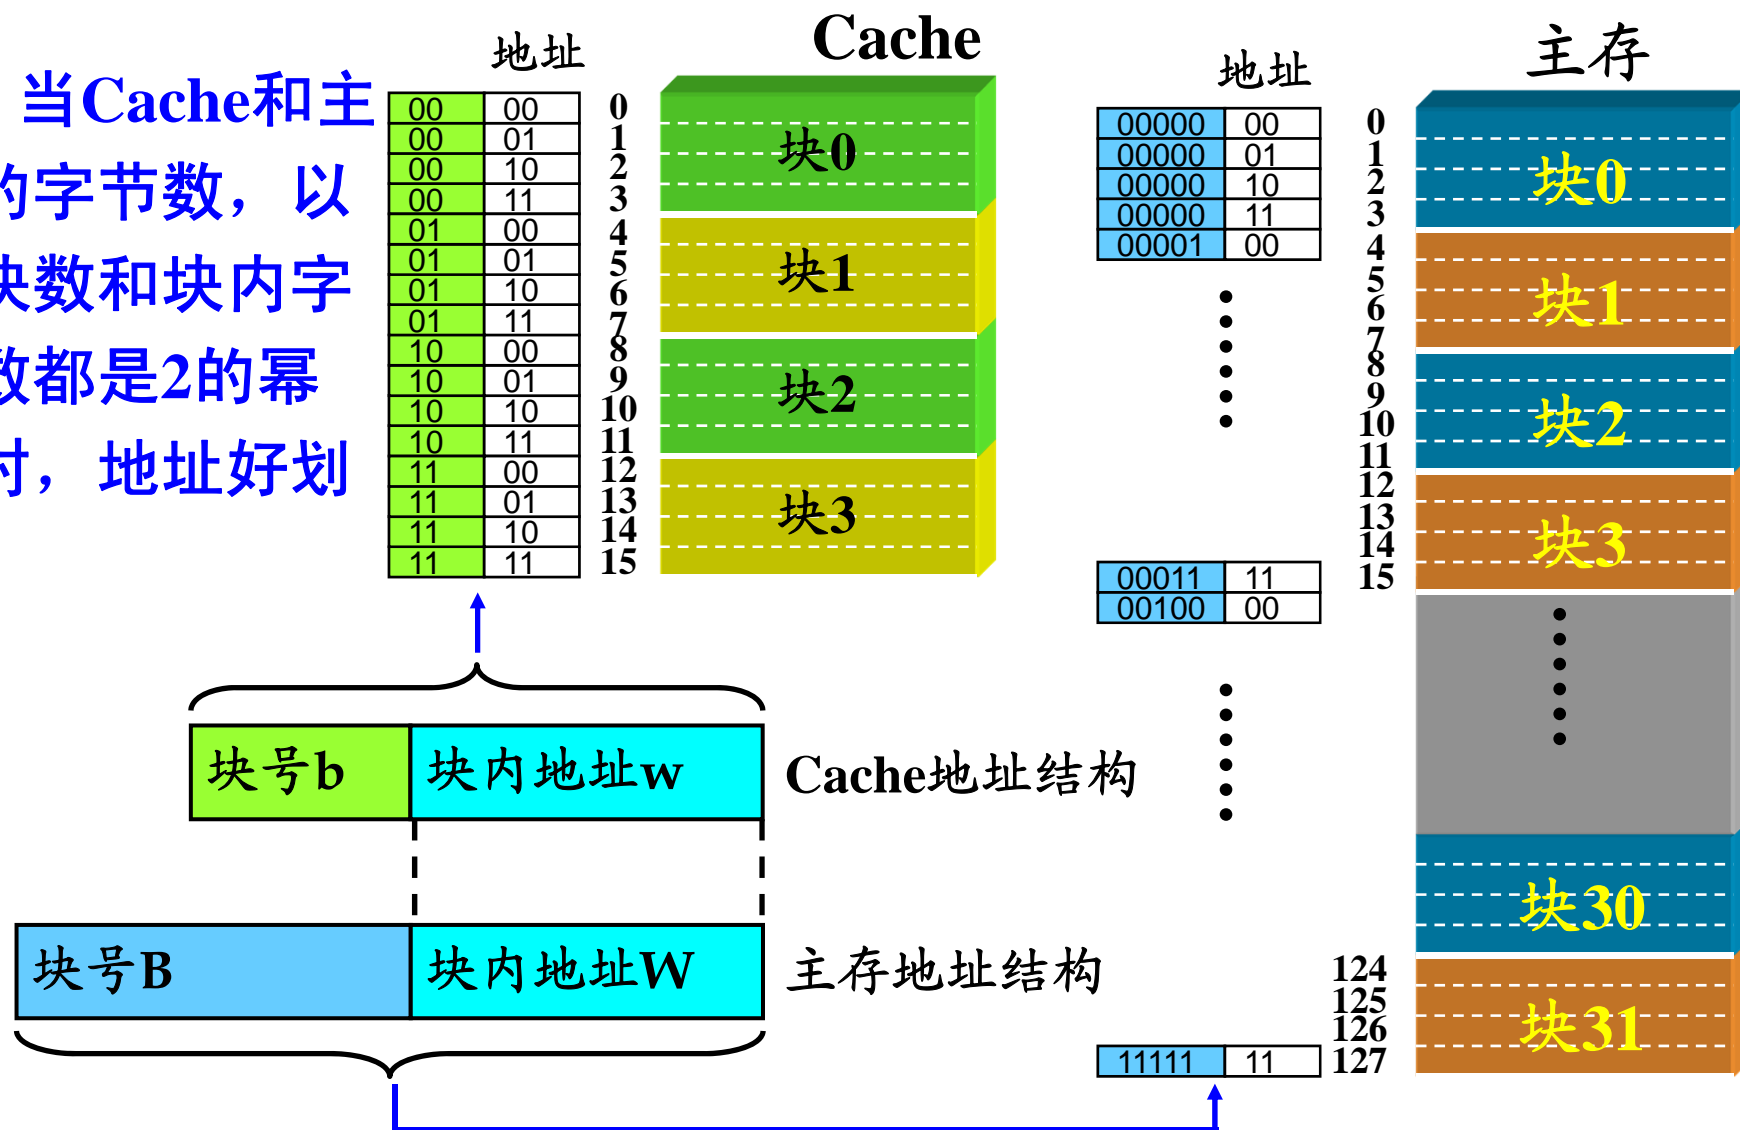 当Cache和主
的字节数，以
块数和块内字
数都是2的幂
时，地址好划
地址
Cache
00 00 0
00 01 1
00 10 2
00 11 3
01 00 4
01 01 5
01 10 6
01 11 7
10 00 8
10 01 9
10 10 10
10 11 11
11 00 12
11 01 13
11 10 14
11 11 15
块0
块1
块2
块3
地址
主存
00000 00 0
00000 01 1
00000 10 2
00000 11 3
00001 00 4
5
6
7
8
9
10
11
12
13
14
00011 11 15
00100 00
块0
块1
块2
块3
块30
块31
124
125
126
11111 11 127
块号b 块内地址w Cache地址结构
块号B 块内地址W 主存地址结构